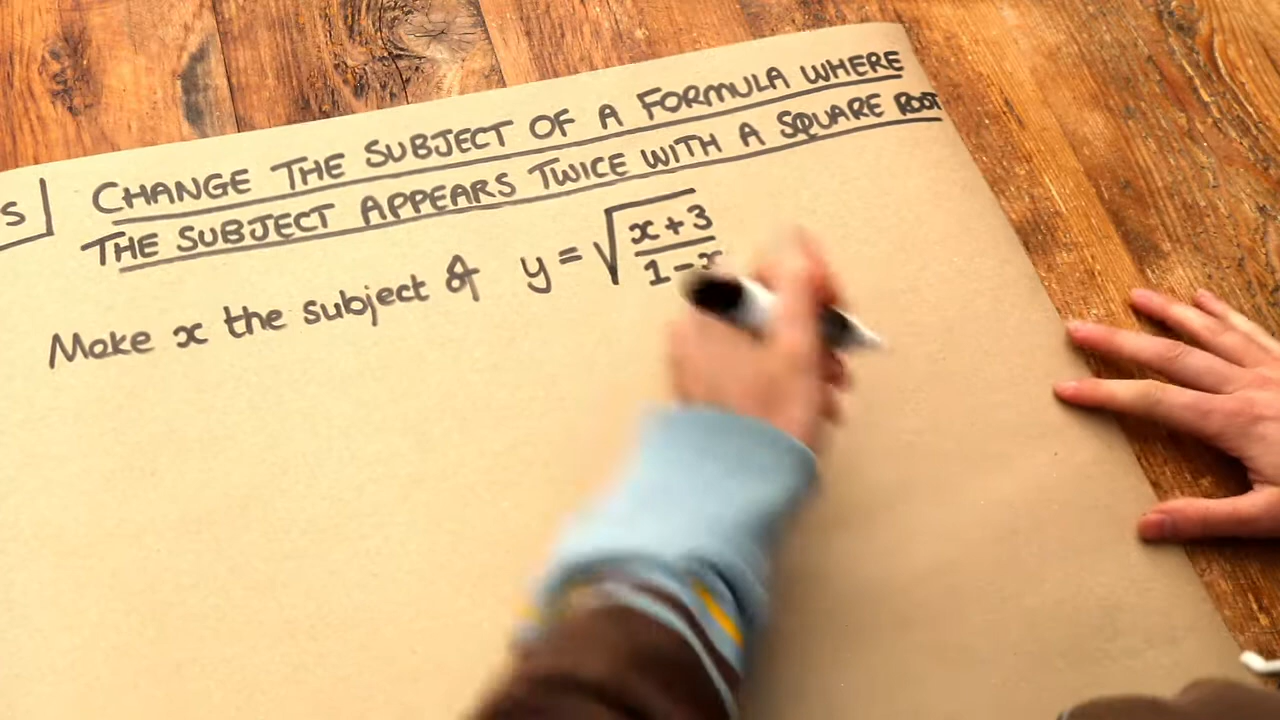 S
CHANGE THE SUBJECT OF A FORMULA WHERE
THE SUBJECT APPEARS TWICE WITH A SQUARE ROOT
Make x the subject of y = √((x+3)/(1-x))